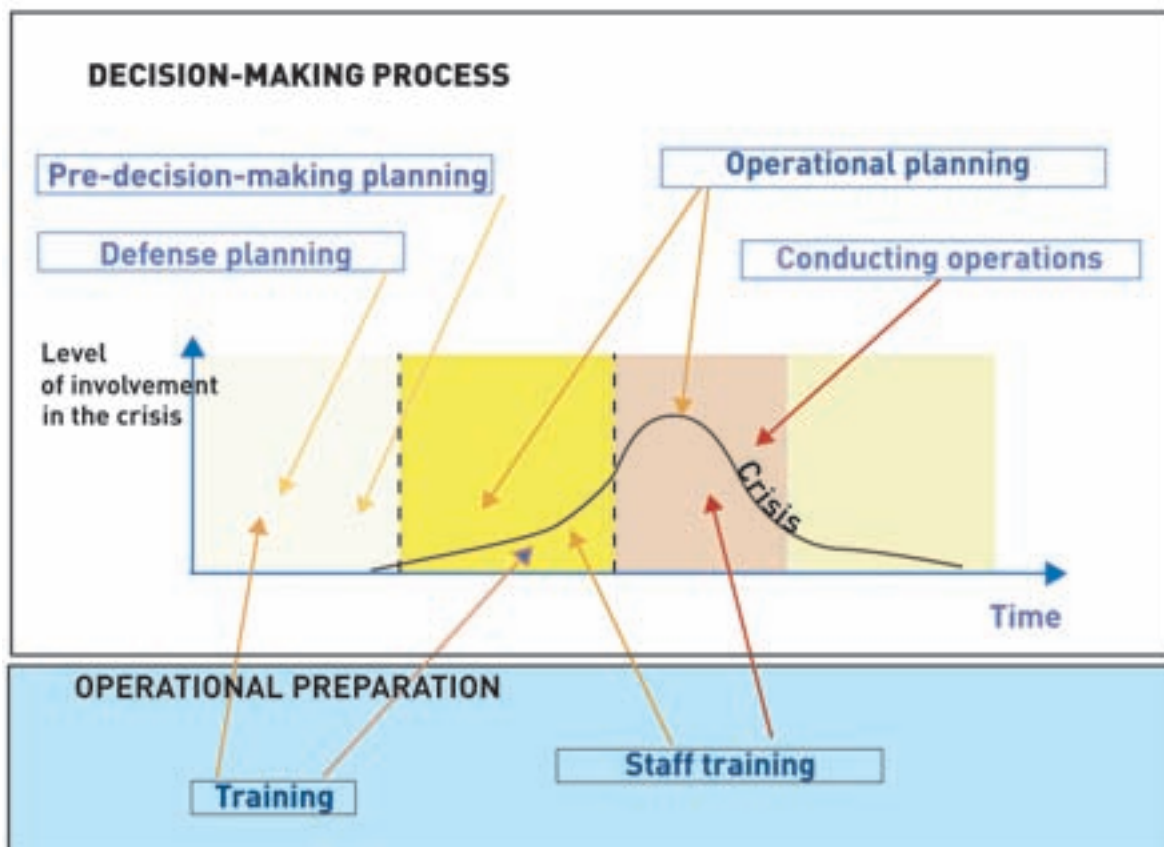 DECISION-MAKING PROCESS
Pre-decision-making planning
Operational planning
Defense planning
Conducting operations
Level
of involvement
in the crisis
Crisis
Time
OPERATIONAL PREPARATION
Staff training
Training